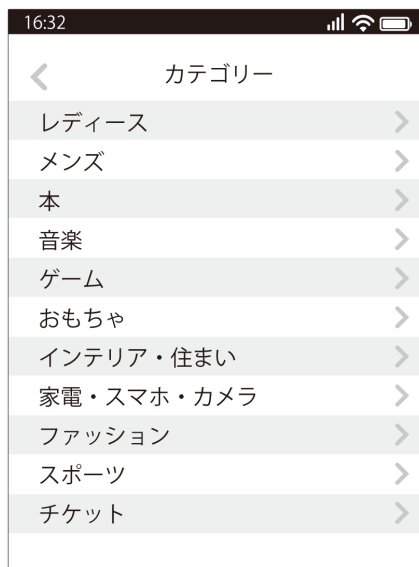 16:32
カテゴリー
レディース
メンズ
本
音楽
ゲーム
おもちゃ
インテリア・住まい
家電・スマホ・カメラ
ファッション
スポーツ
チケット